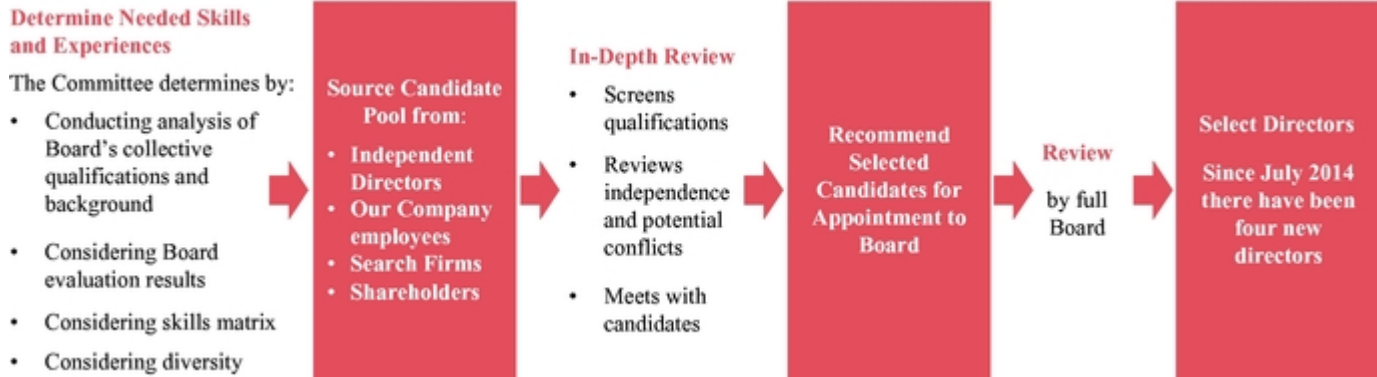 Determine Needed Skills
and Experiences
The Committee determines by:
• Conducting analysis of
Board's collective
qualifications and
background
• Considering Board
evaluation results
• Considering skills matrix
• Considering diversity
Source Candidate
Pool from:
• Independent
Directors
• Our Company
employees
• Search Firms
• Shareholders
In-Depth Review
• Screens
qualifications
• Reviews
independence
and potential
conflicts
• Meets with
candidates
Recommend
Selected
Candidates for
Appointment to
Board
Review
by full
Board
Select Directors
Since July 2014
there have been
four new
directors